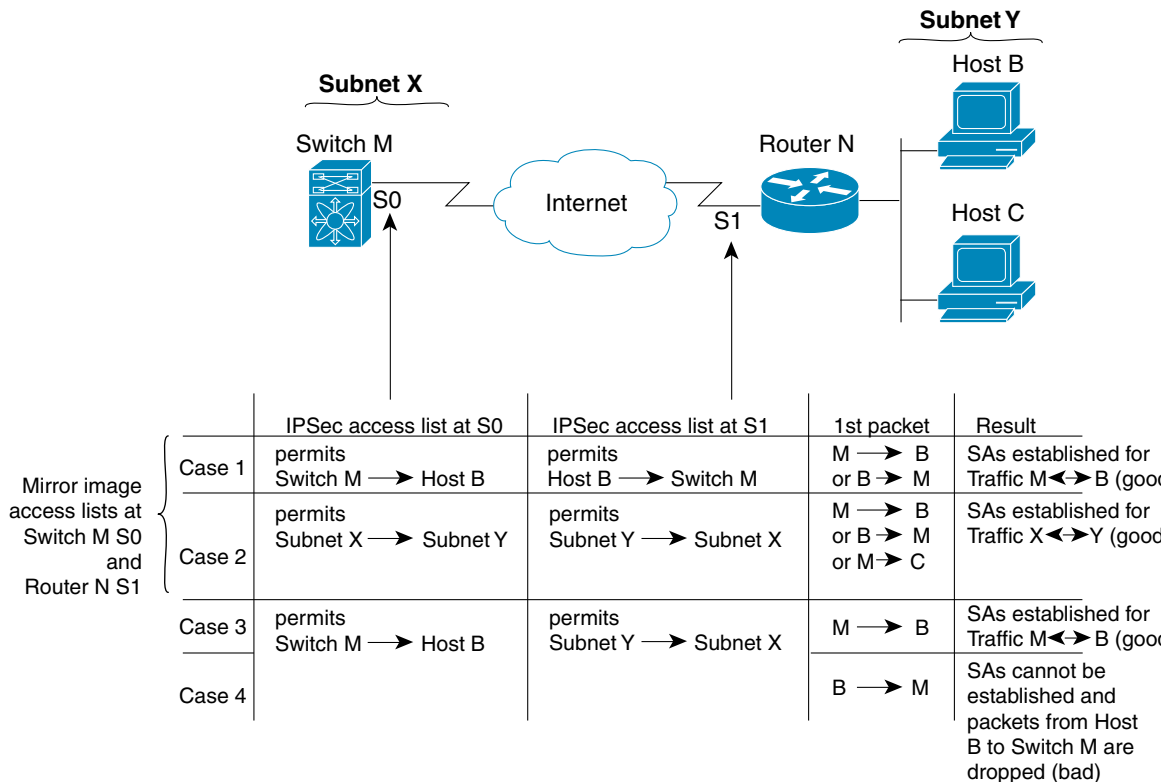 Subnet Y
Host B
Subnet X
Switch M
Router N
S0
Internet
S1
Host C
IPSec access list at S0
IPSec access list at S1
1st packet
Result
Mirror image
access lists at
Switch M S0
and
Router N S1
Case 1
permits
Switch M → Host B
permits
Host B → Switch M
M → B
or B → M
SAs established for
Traffic M ↔ B (good
Case 2
permits
Subnet X → Subnet Y
permits
Subnet Y → Subnet X
M → B
or B → M
or M → C
SAs established for
Traffic X ↔ Y (good
Case 3
permits
Switch M → Host B
permits
Subnet Y → Subnet X
M → B
SAs established for
Traffic M ↔ B (good
Case 4
B → M
SAs cannot be
established and
packets from Host
B to Switch M are
dropped (bad)